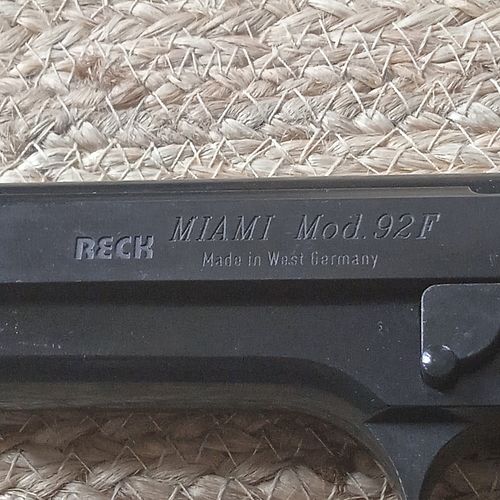 RECK MIAMI Mod. 92F
Made in West Germany